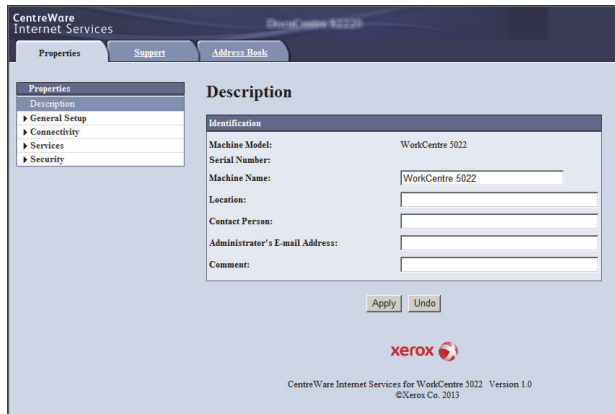 CentreWare
Internet Services
Properties
Support
Address Book
Properties
Description
General Setup
Connectivity
Services
Security
Description
Identification
Machine Model: WorkCentre 5022
Serial Number:
Machine Name: WorkCentre 5022
Location:
Contact Person:
Administrator's E-mail Address:
Comment:
Apply Undo
xerox
CentreWare Internet Services for WorkCentre 5022 Version 1.0
©Xerox Co. 2013